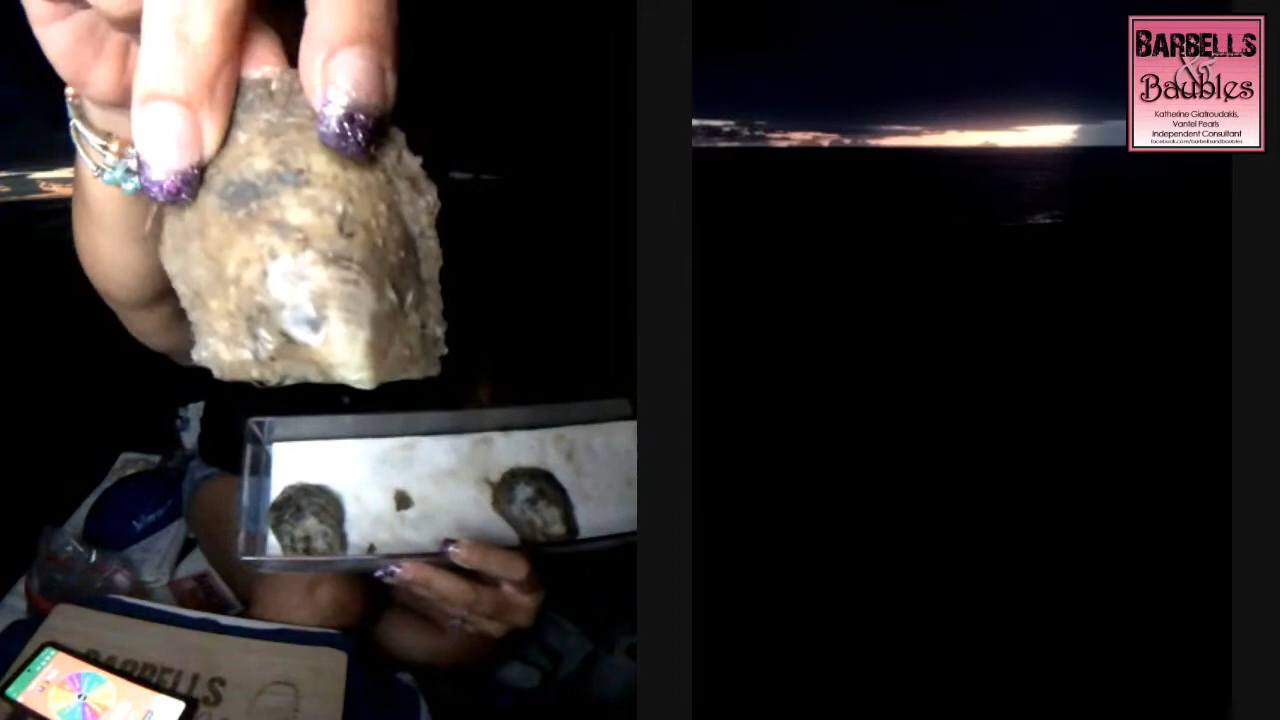 BARBELLS
&
Baubles
Katherine Giatroudakis,
Vantel Pearls
Independent Consultant
facebook.com/barbellsandbaubles
BARBELLS